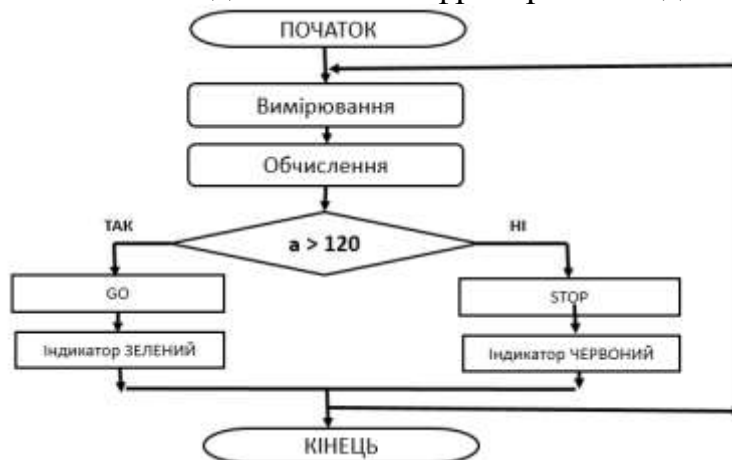 ПОЧАТОК
Вимірювання
Обчислення
ТАК
НІ
a > 120
GO
STOP
Індикатор ЗЕЛЕНИЙ
Індикатор ЧЕРВОНИЙ
КІНЕЦЬ